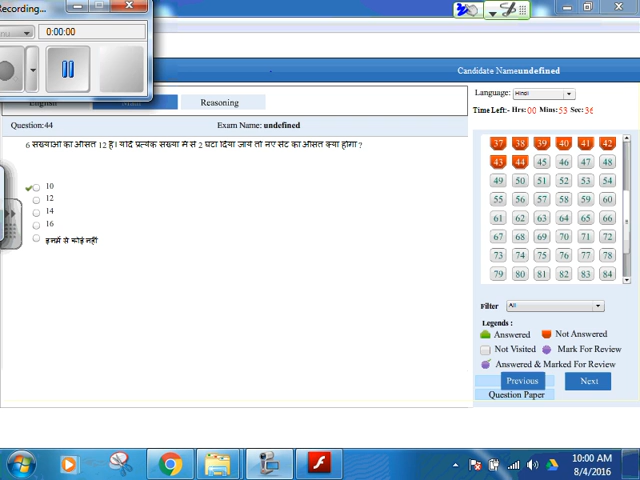 Recording...
0:00:00
Candidate Nameundefined
English
Math
Reasoning
Language:
Hindi
Question:44
Exam Name: undefined
Time Left:- Hrs:00 Mins:53 Sec:36
6 संख्याओ का औसत 12 है। यदि प्रत्येक संख्या में से 2 घटा दिया जाये तो नए सेट का औसत क्या होगा ?
10
12
14
16
इनमें से कोई नहीं
37 38 39 40 41 42
43 44 45 46 47 48
49 50 51 52 53 54
55 56 57 58 59 60
61 62 63 64 65 66
67 68 69 70 71 72
73 74 75 76 77 78
79 80 81 82 83 84
Filter
All
Legends :
Answered
Not Answered
Not Visited
Mark For Review
Answered & Marked For Review
Previous
Next
Question Paper
10:00 AM
8/4/2016